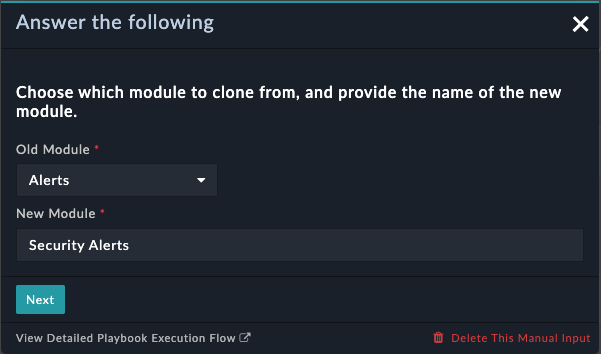 Answer the following
Choose which module to clone from, and provide the name of the new
module.
Old Module *
Alerts
New Module *
Security Alerts
Next
View Detailed Playbook Execution Flow
Delete This Manual Input